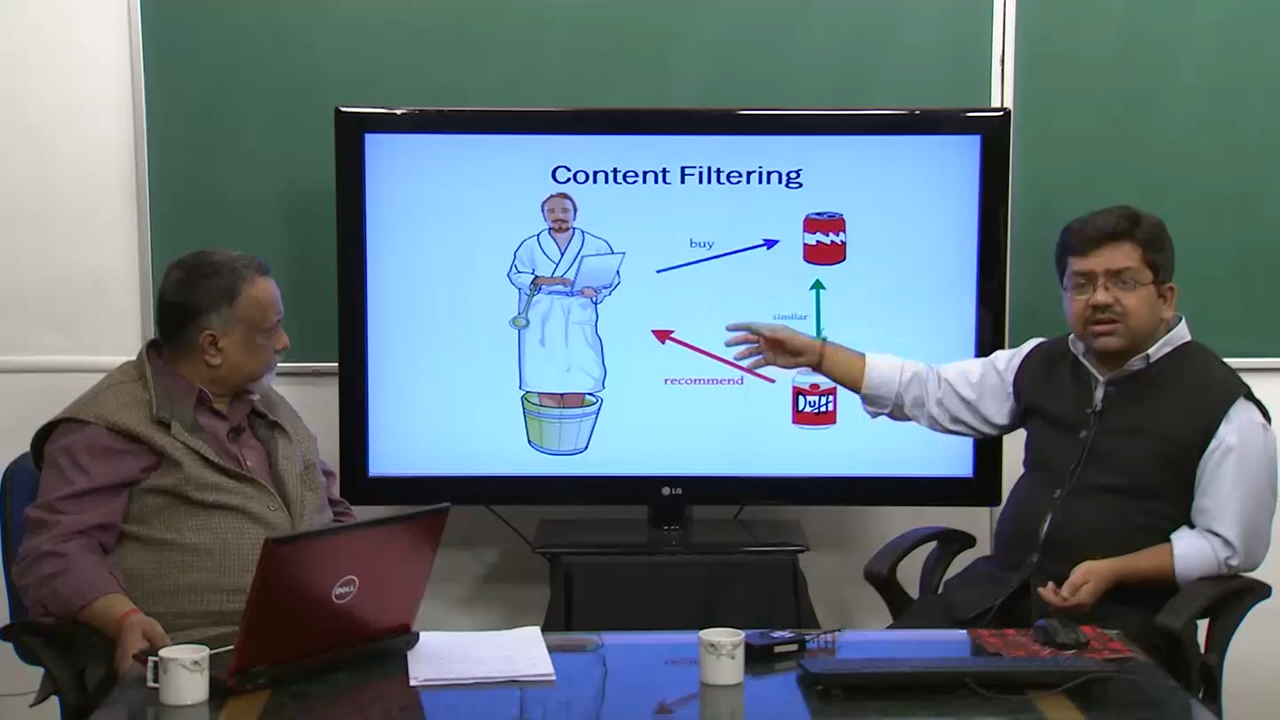 Content Filtering
buy
similar
recommend
Duff
LG
DELL